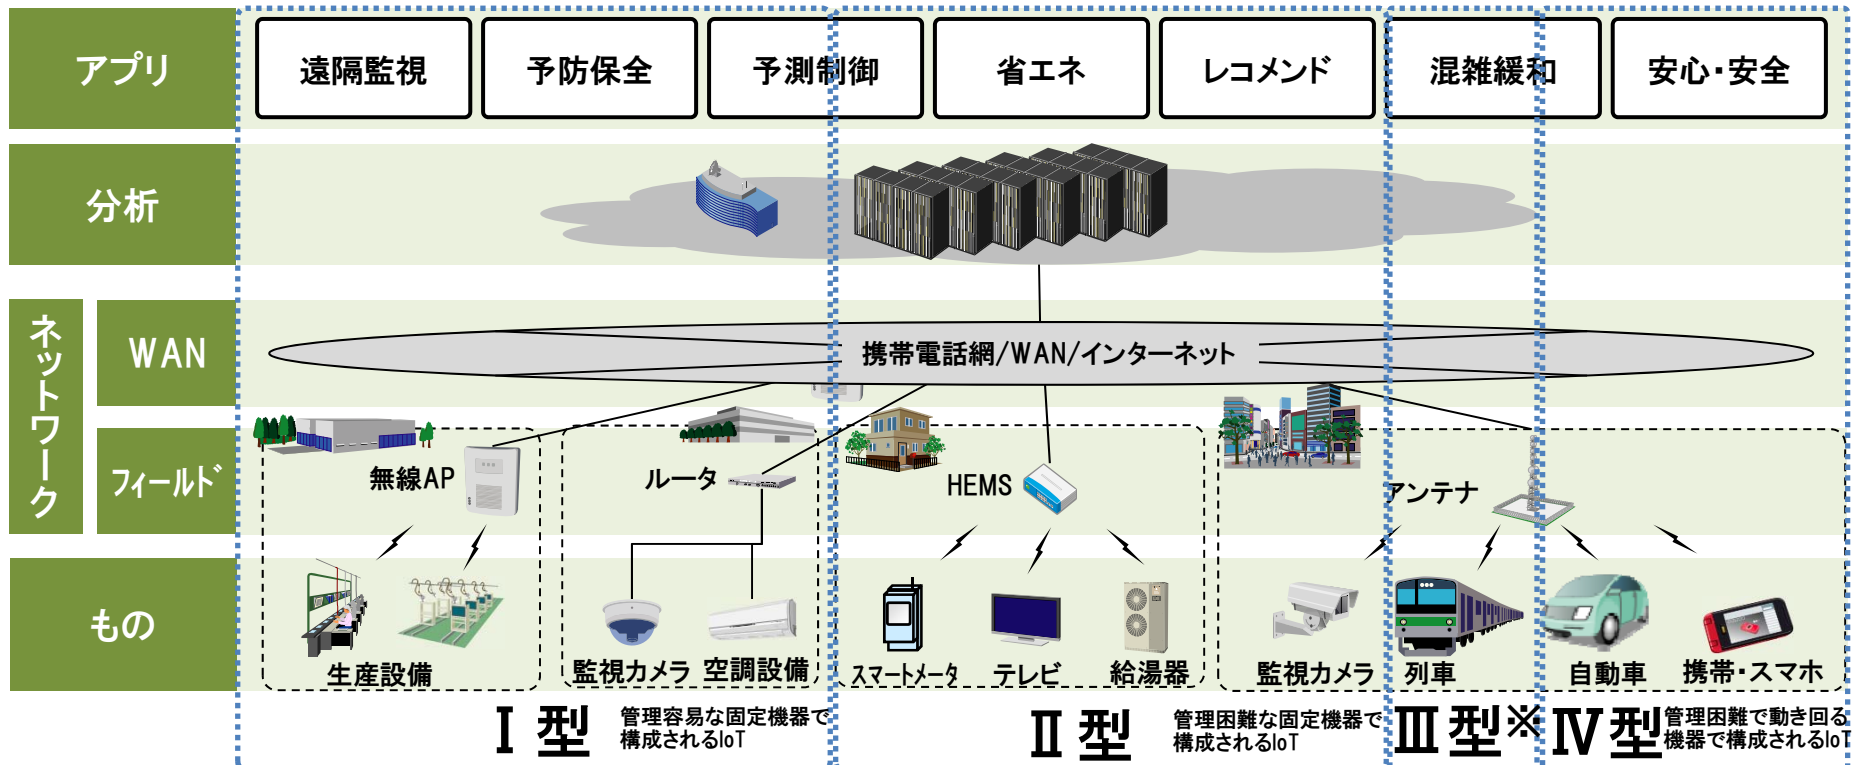 アプリ
遠隔監視
予防保全
予測制御
省エネ
レコメンド
混雑緩和
安心・安全
分析
ネットワーク
WAN
携帯電話網/WAN/インターネット
フィールド
無線AP
ルータ
HEMS
アンテナ
もの
生産設備
監視カメラ
空調設備
スマートメータ
テレビ
給湯器
監視カメラ
列車
自動車
携帯・スマホ
Ⅰ型
管理容易な固定機器で
構成されるIoT
Ⅱ型
管理困難な固定機器で
構成されるIoT
Ⅲ型※
Ⅳ型
管理困難で動き回る
機器で構成されるIoT